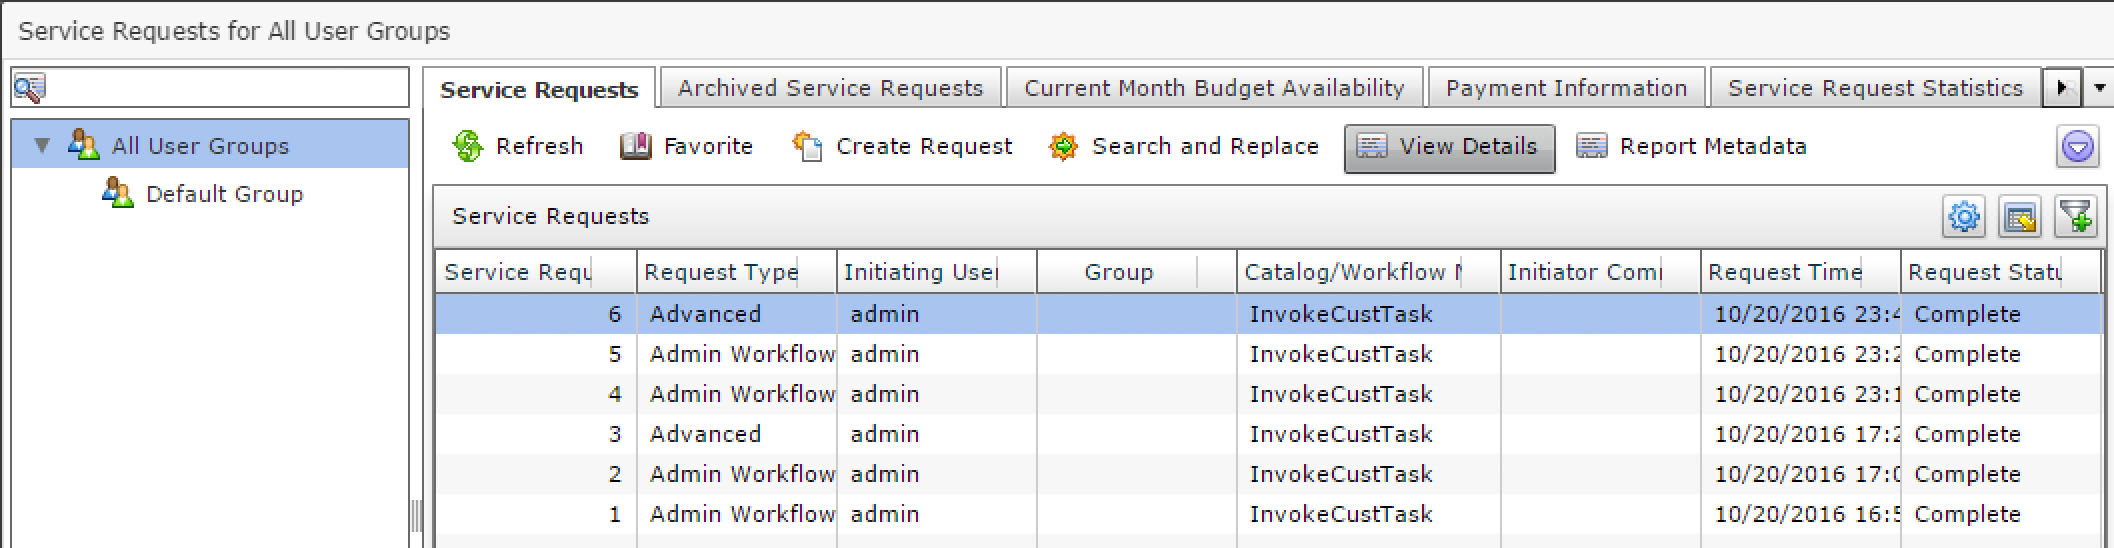 Service Requests for All User Groups
Service Requests Archived Service Requests Current Month Budget Availability Payment Information Service Request Statistics
All User Groups
Default Group
Refresh Favorite Create Request Search and Replace View Details Report Metadata
Service Requests
Service Requ Request Type Initiating User Group Catalog/Workflow Initiator Com Request Time Request Statu
6 Advanced admin InvokeCustTask 10/20/2016 23:4 Complete
5 Admin Workflow admin InvokeCustTask 10/20/2016 23:2 Complete
4 Admin Workflow admin InvokeCustTask 10/20/2016 23:1 Complete
3 Advanced admin InvokeCustTask 10/20/2016 17:2 Complete
2 Admin Workflow admin InvokeCustTask 10/20/2016 17:0 Complete
1 Admin Workflow admin InvokeCustTask 10/20/2016 16:5 Complete